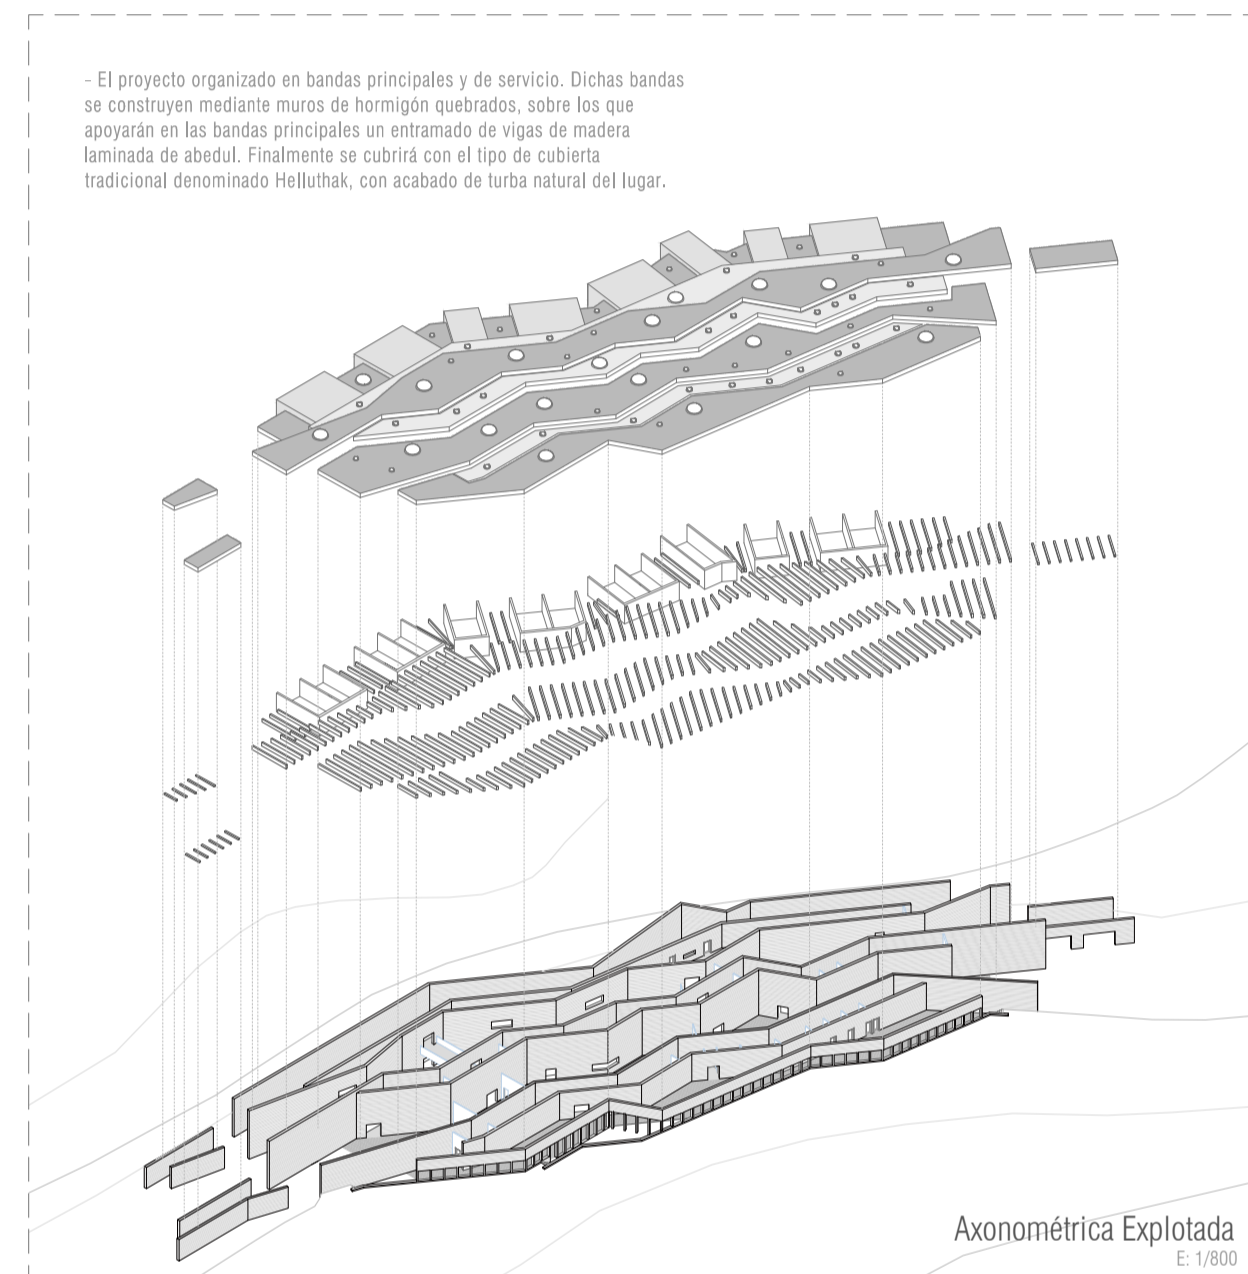 - El proyecto organizado en bandas principales y de servicio. Dichas bandas
se construyen mediante muros de hormigón quebrados, sobre los que
apoyarán en las bandas principales un entramado de vigas de madera
laminada de abedul. Finalmente se cubrirá con el tipo de cubierta
tradicional denominado Helluthak, con acabado de turba natural del lugar.
Axonométrica Explotada
E: 1/800